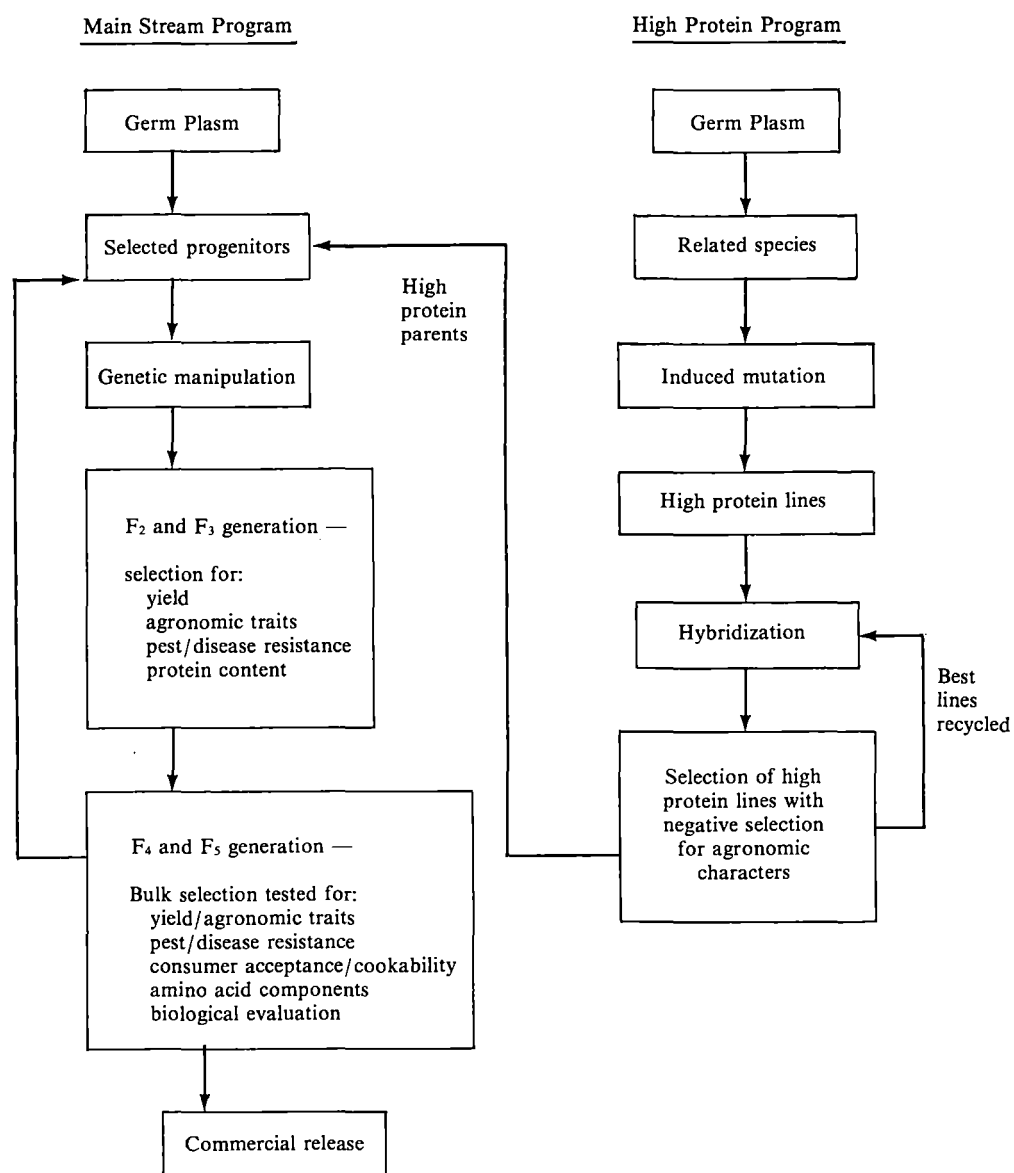 Main Stream Program
Germ Plasm
Selected progenitors
Genetic manipulation
F₂ and F₃ generation —
selection for:
yield
agronomic traits
pest/disease resistance
protein content
F₄ and F₅ generation —
Bulk selection tested for:
yield/agronomic traits
pest/disease resistance
consumer acceptance/cookability
amino acid components
biological evaluation
Commercial release
High protein parents
High Protein Program
Germ Plasm
Related species
Induced mutation
High protein lines
Hybridization
Best
lines
recycled
Selection of high
protein lines with
negative selection
for agronomic
characters